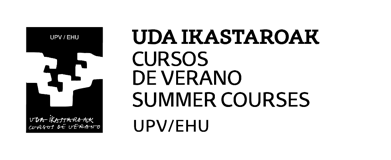 UPV / EHU
UDA IKASTAROAK
CURSOS DE VERANO
UDA IKASTAROAK
CURSOS
DE VERANO
SUMMER COURSES
UPV/EHU